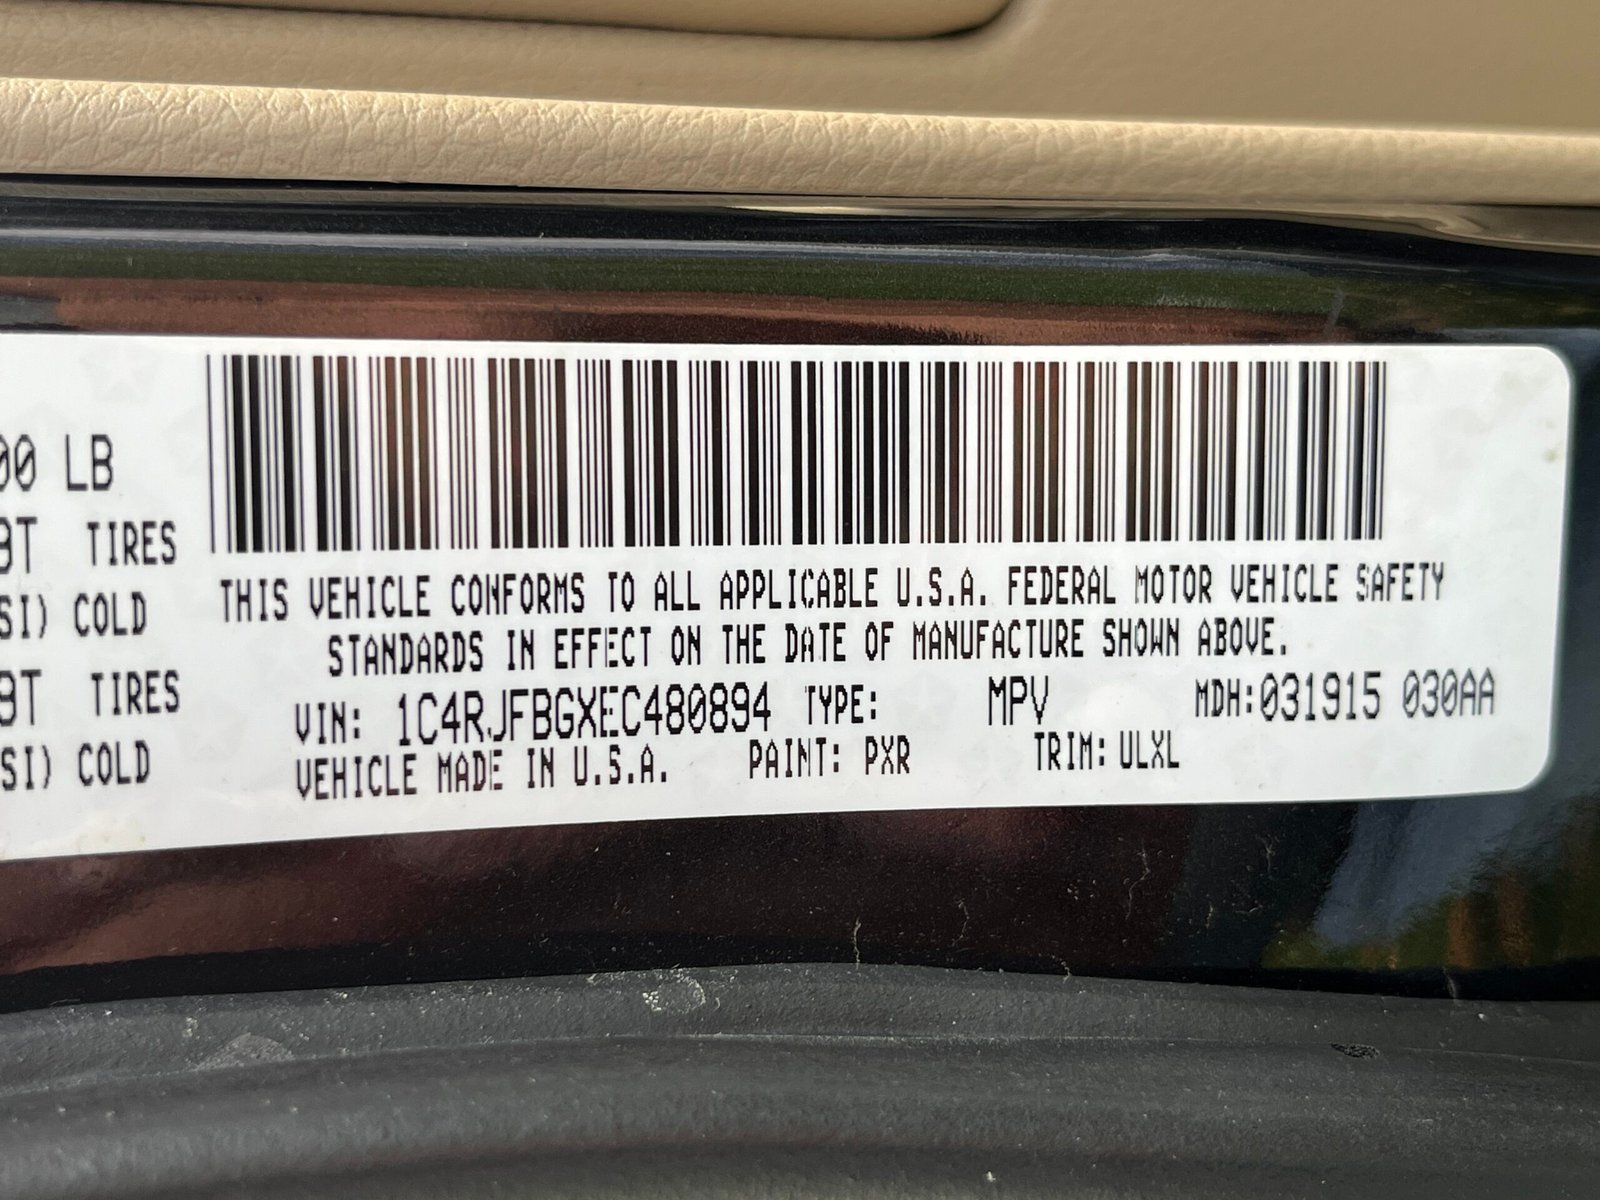 00 LB
TIRES
SI) COLD
TIRES
SI) COLD
THIS VEHICLE CONFORMS TO ALL APPLICABLE U.S.A. FEDERAL MOTOR VEHICLE SAFETY
STANDARDS IN EFFECT ON THE DATE OF MANUFACTURE SHOWN ABOVE.
VIN: 1C4RJFBGXEC480894 TYPE: MPV MDH:031915 030AA
VEHICLE MADE IN U.S.A. PAINT: PXR TRIM: ULXL